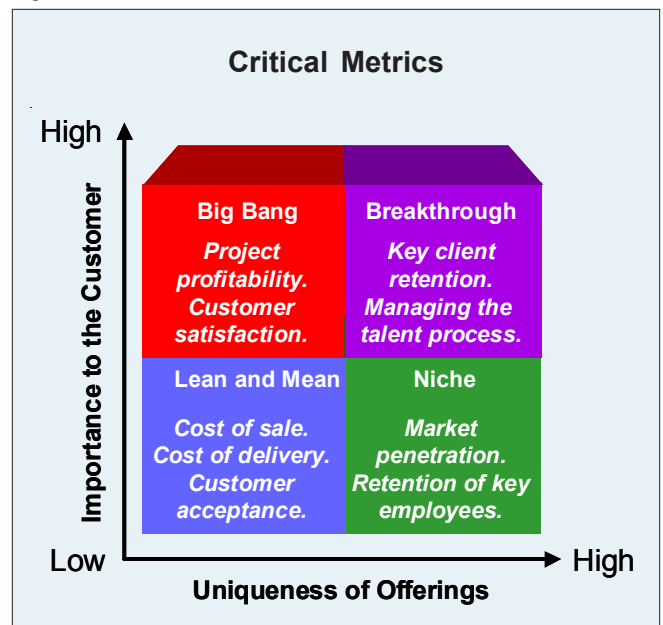 Critical Metrics
High
Importance to the Customer
Big Bang
Project
profitability.
Customer
satisfaction.
Breakthrough
Key client
retention.
Managing the
talent process.
Lean and Mean
Cost of sale.
Cost of delivery.
Customer
acceptance.
Niche
Market
penetration.
Retention of key
employees.
Low
High
Uniqueness of Offerings